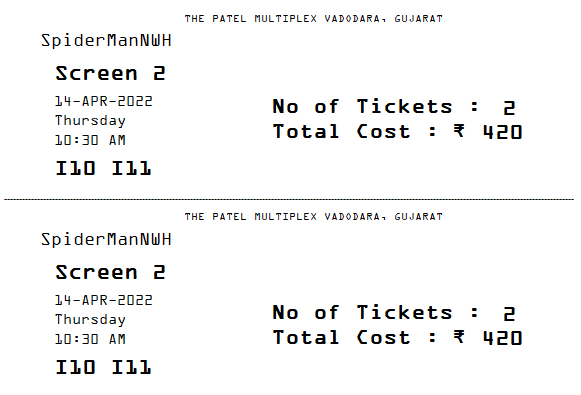 THE PATEL MULTIPLEX VADODARA, GUJARAT
SpiderManNWH
Screen 2
14-APR-2022
Thursday
10:30 AM
I10 I11
No of Tickets : 2
Total Cost : ₹ 420
THE PATEL MULTIPLEX VADODARA, GUJARAT
SpiderManNWH
Screen 2
14-APR-2022
Thursday
10:30 AM
I10 I11
No of Tickets : 2
Total Cost : ₹ 420